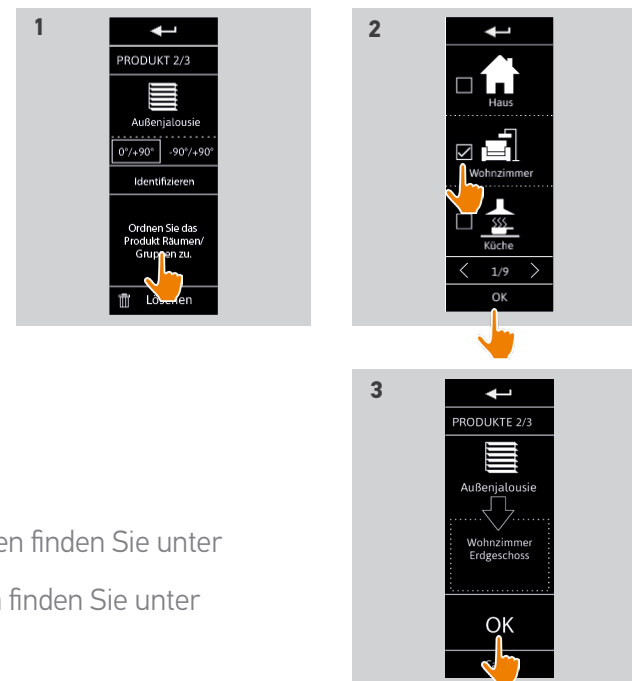 1
PRODUKT 2/3
Außenjalousie
0°/+90° -90°/+90°
Identifizieren
Ordnen Sie das
Produkt Räumen/
Gruppen zu.
Löschen
2
Haus
Wohnzimmer
Küche
< 1/9 >
OK
3
PRODUKTE 2/3
Außenjalousie
Wohnzimmer
Erdgeschoss
OK
en finden Sie unter
finden Sie unter